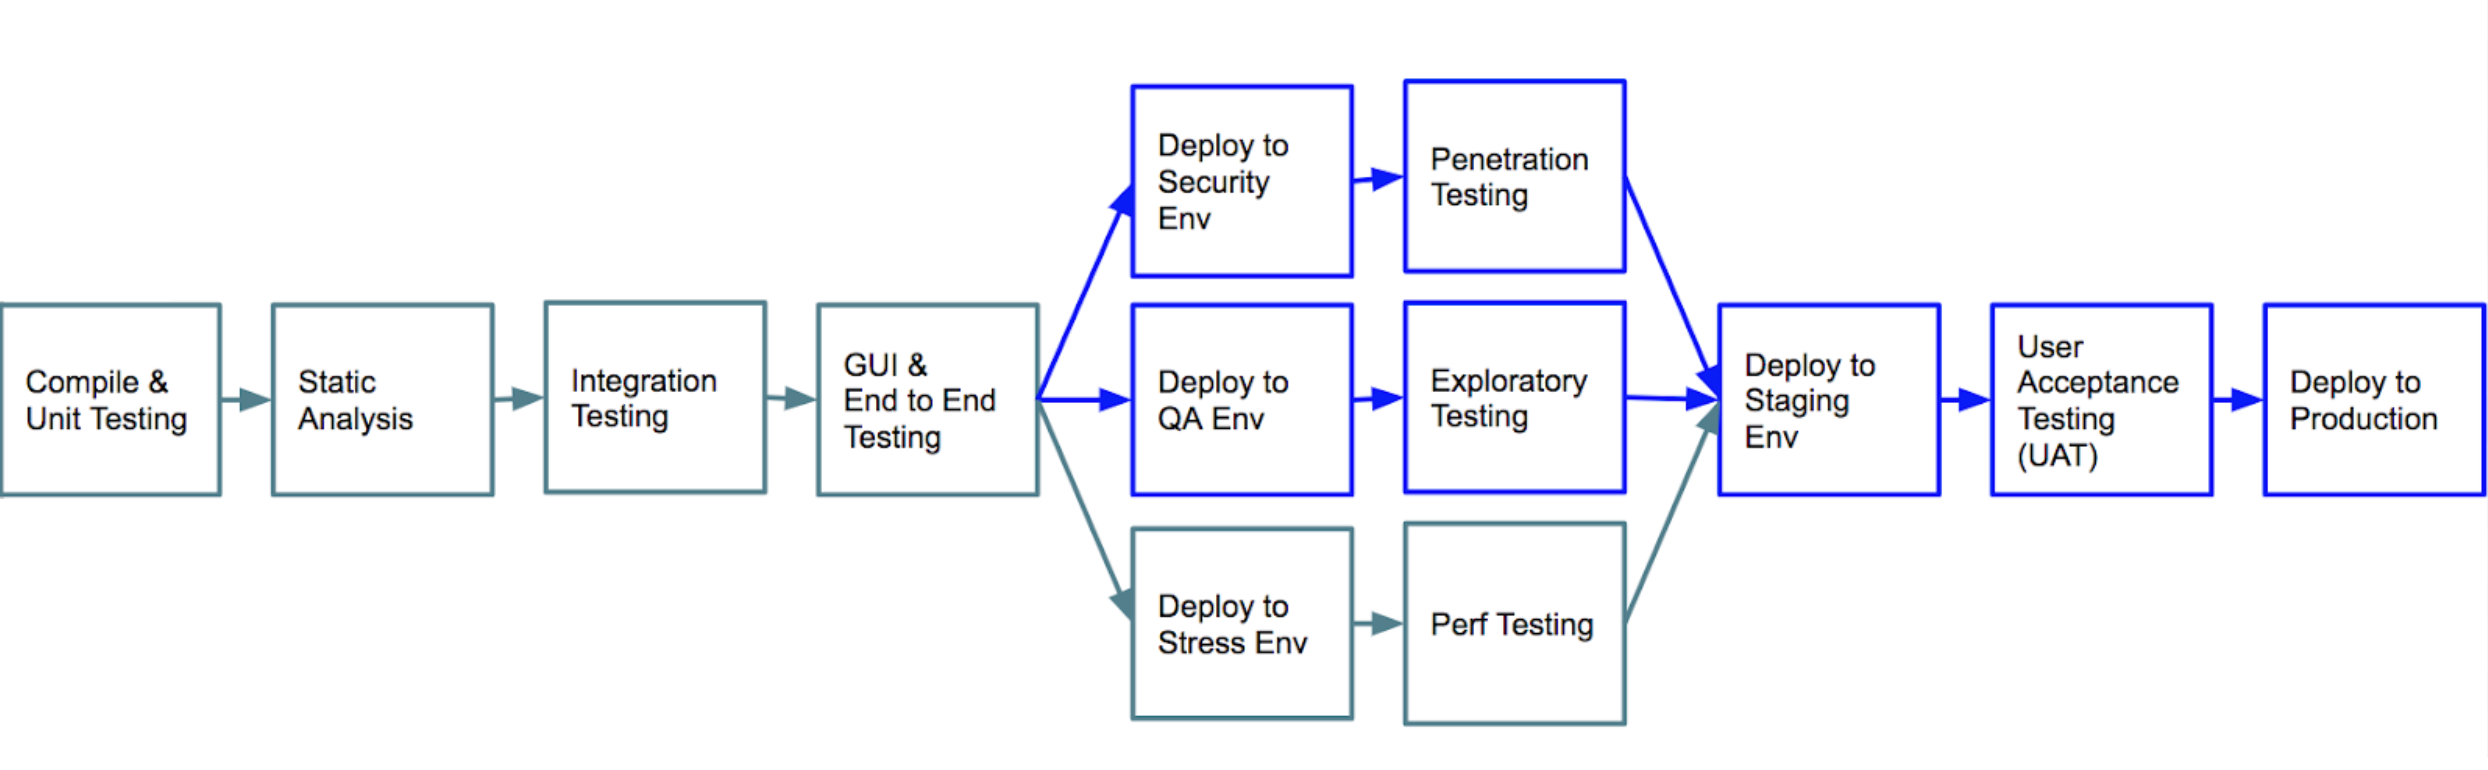 Compile &
Unit Testing
Static
Analysis
Integration
Testing
GUI &
End to End
Testing
Deploy to
Security
Env
Penetration
Testing
Deploy to
QA Env
Exploratory
Testing
Deploy to
Stress Env
Perf Testing
Deploy to
Staging
Env
User
Acceptance
Testing
(UAT)
Deploy to
Production